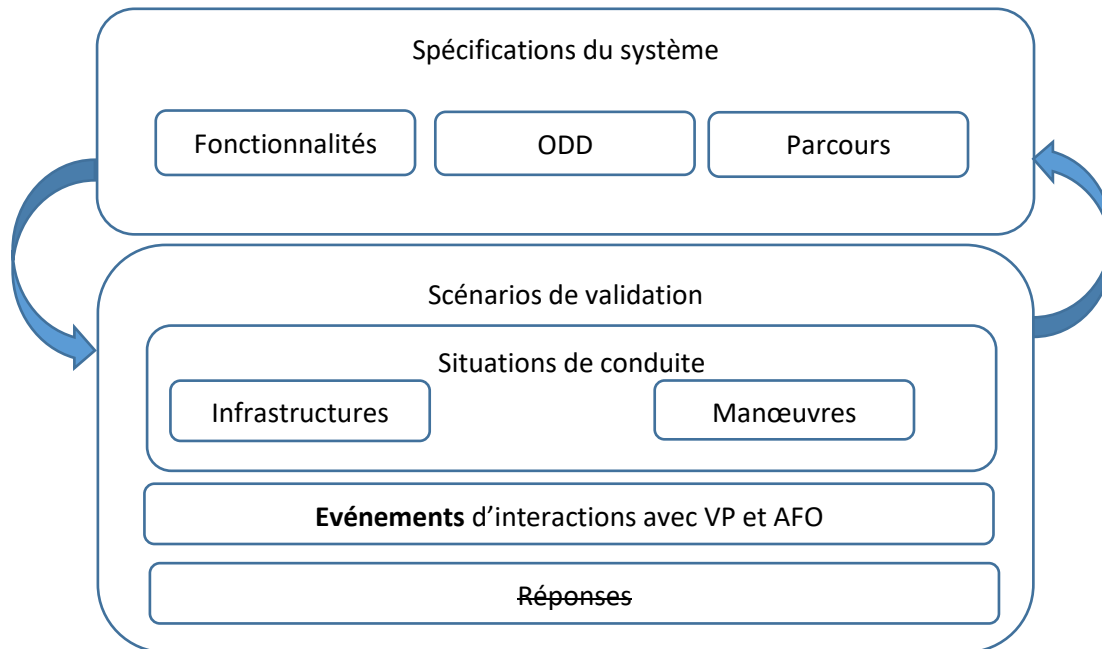 Spécifications du système
Fonctionnalités
ODD
Parcours
Scénarios de validation
Situations de conduite
Infrastructures
Manœuvres
Evénements d’interactions avec VP et AFO
Réponses